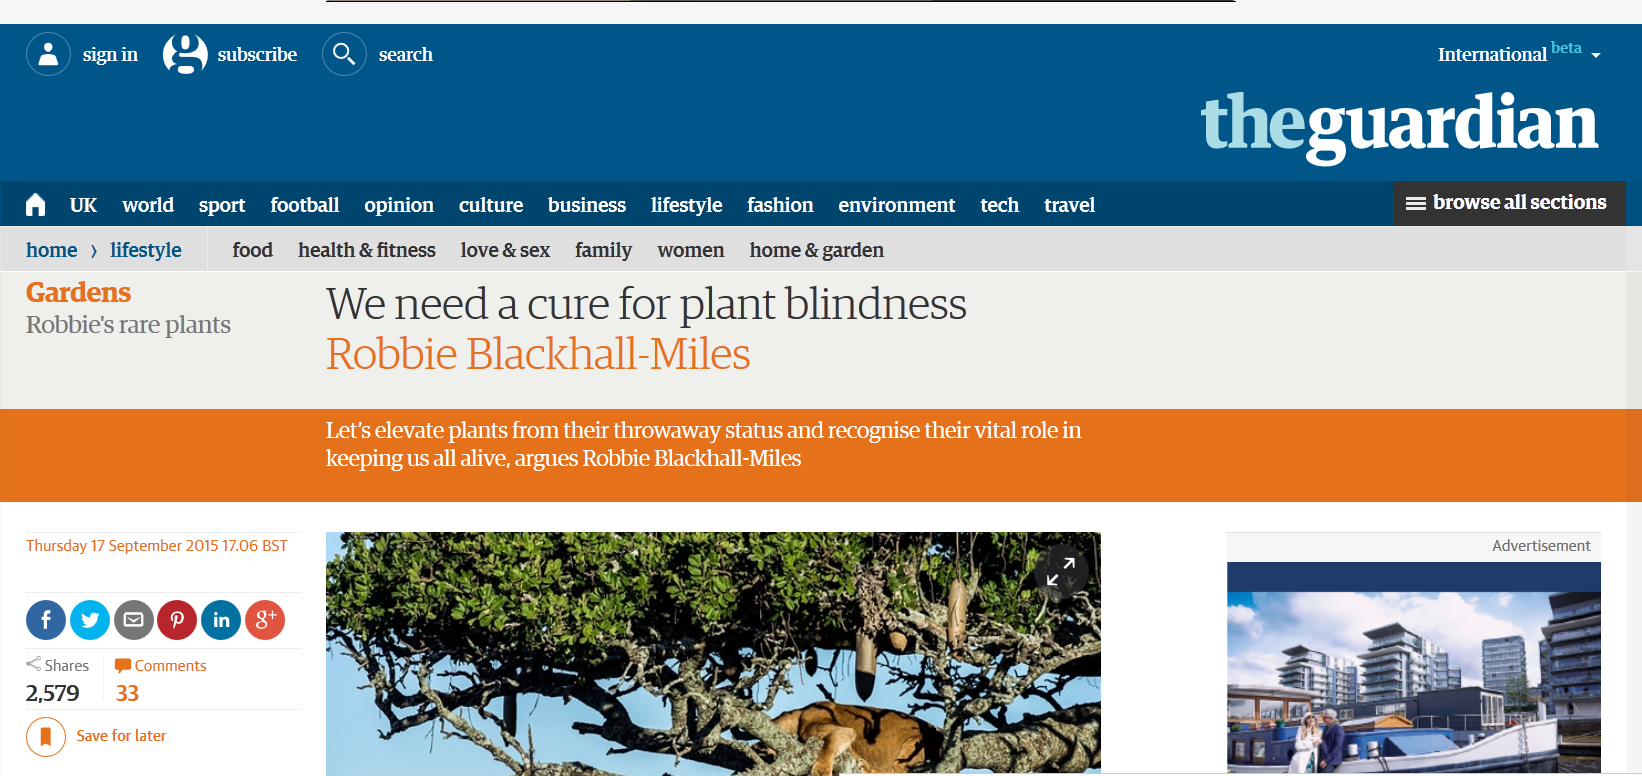 sign in
subscribe
search
International beta
theguardian
UK world sport football opinion culture business lifestyle fashion environment tech travel
browse all sections
home › lifestyle food health & fitness love & sex family women home & garden
Gardens
Robbie's rare plants
We need a cure for plant blindness
Robbie Blackhall-Miles
Let's elevate plants from their throwaway status and recognise their vital role in
keeping us all alive, argues Robbie Blackhall-Miles
Thursday 17 September 2015 17.06 BST
Shares
2,579
Comments
33
Save for later
Advertisement